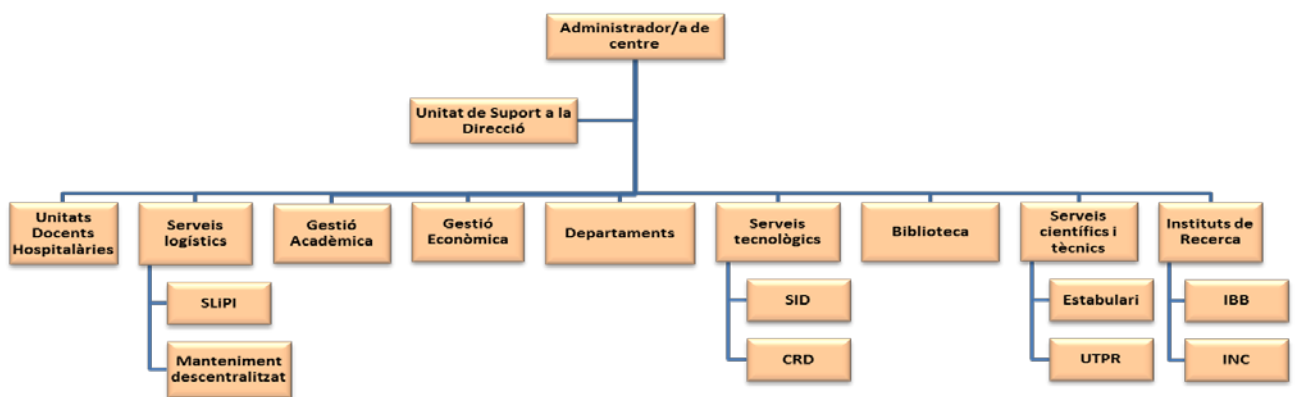 Administrador/a de
centre
Unitat de Suport a la
Direcció
Unitats
Docents
Hospitalàries
Serveis
logístics
Gestió
Acadèmica
Gestió
Econòmica
Departaments
Serveis
tecnològics
Biblioteca
Serveis
científics i
tècnics
Instituts de
Recerca
SLiPI
Manteniment
descentralitzat
SID
CRD
Estabulari
UTPR
IBB
INC